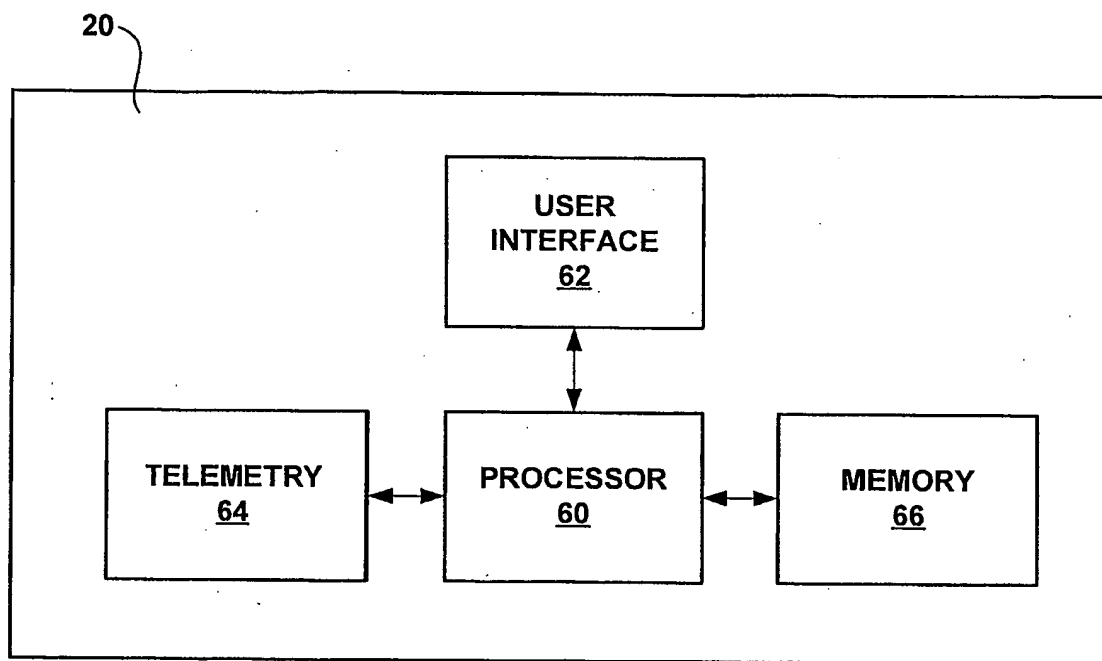 20
USER
INTERFACE
62
TELEMETRY
64
PROCESSOR
60
MEMORY
66